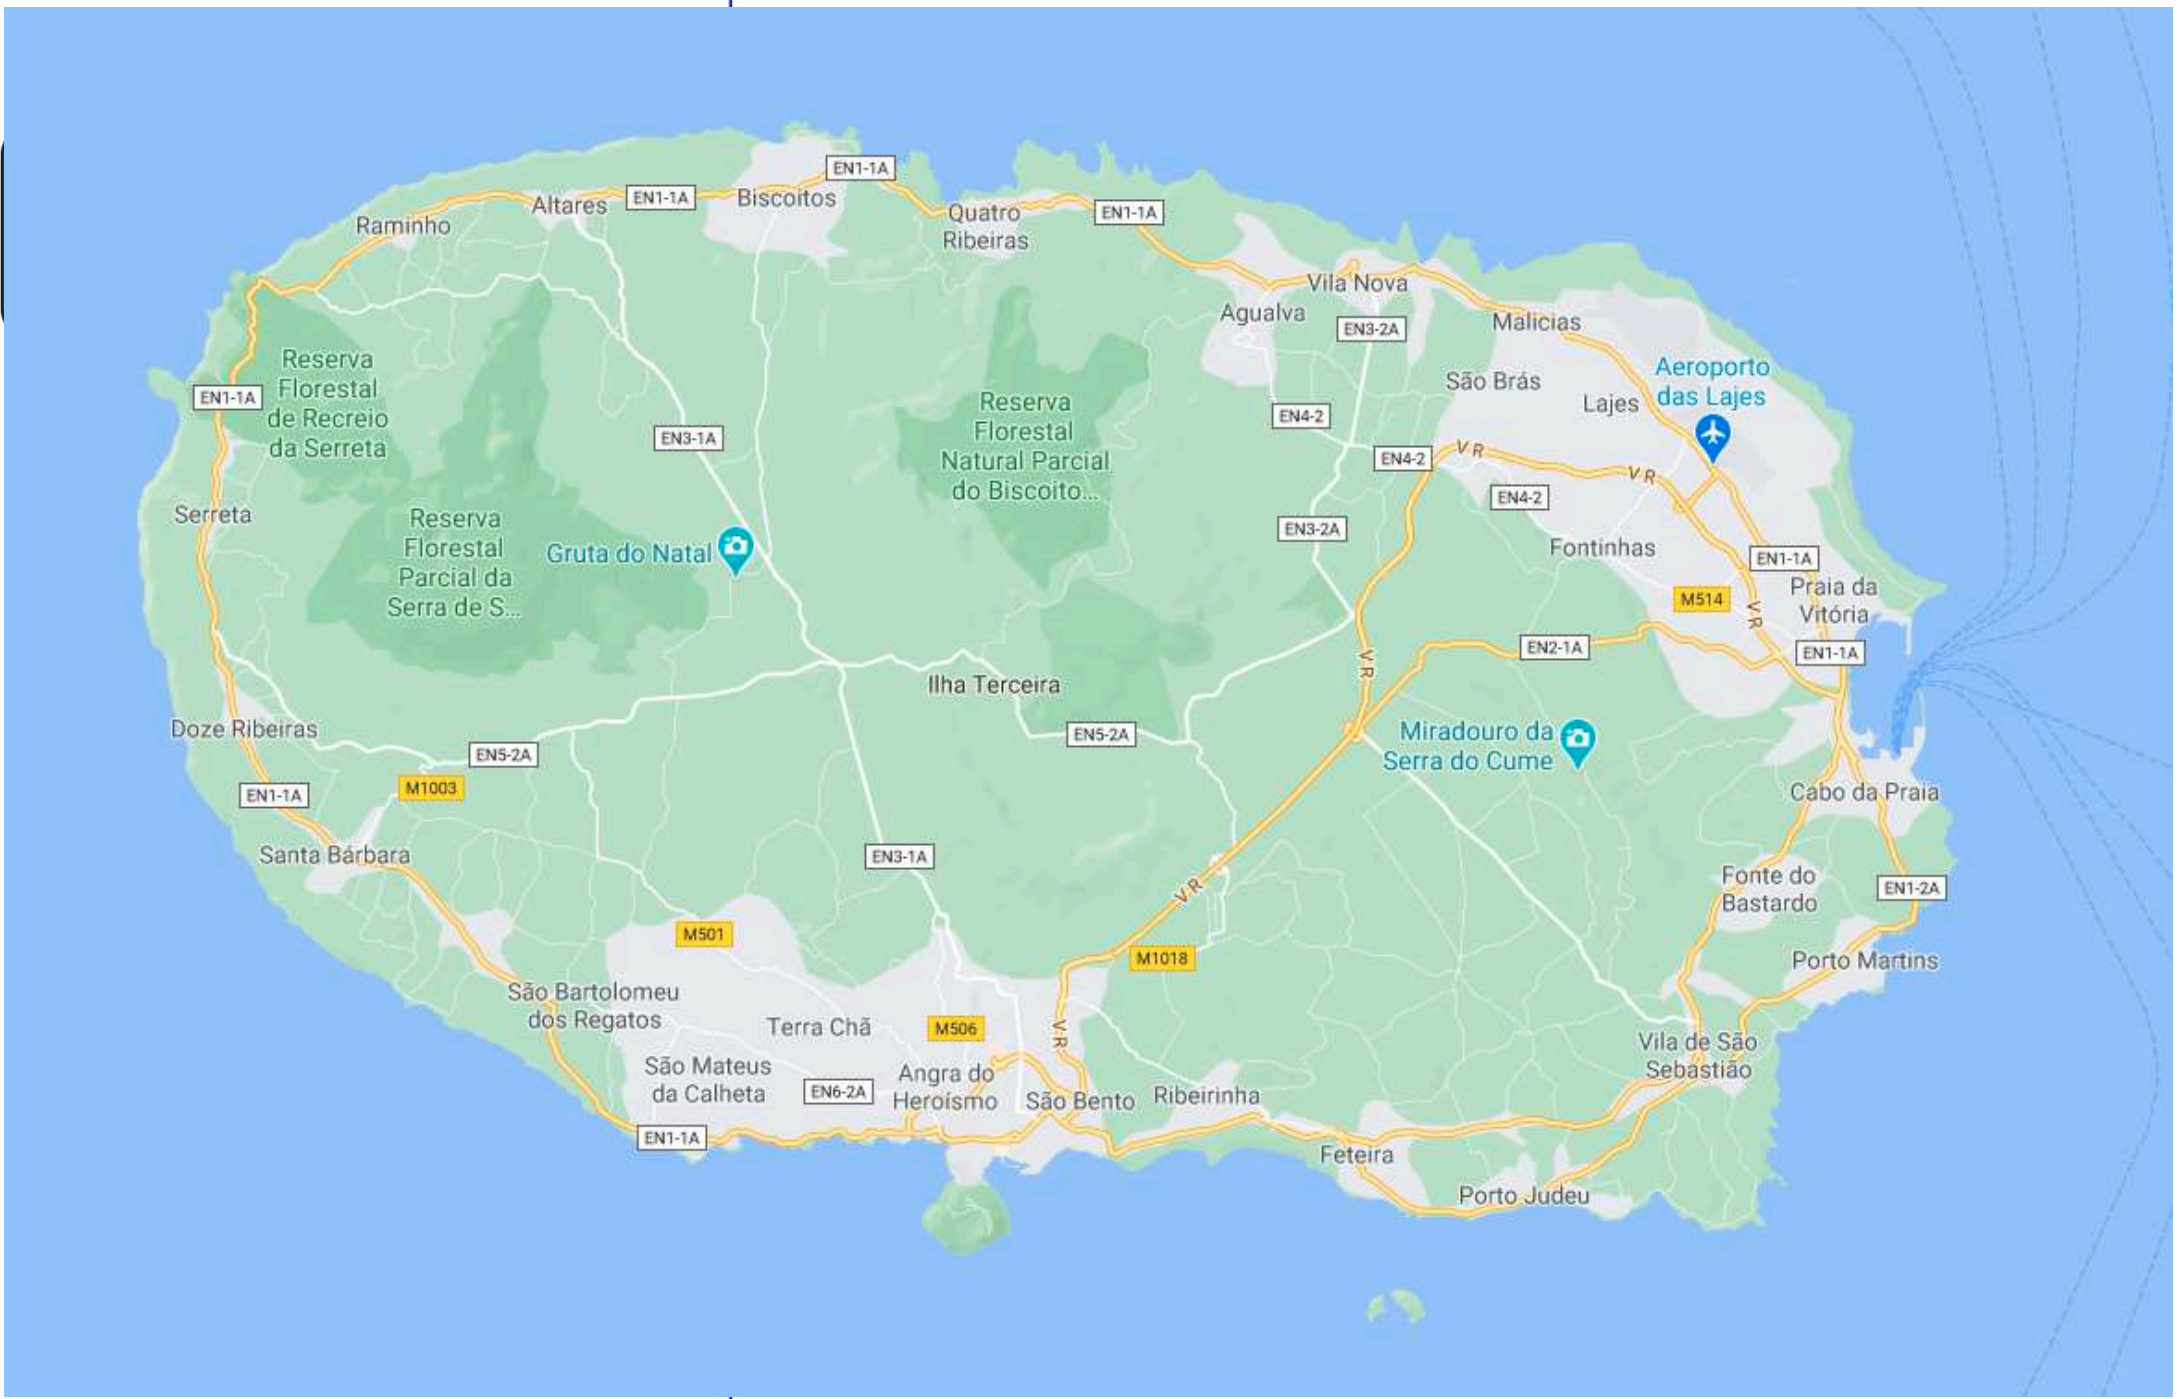 EN1-1A
EN1-1A
Biscoitos
Altares
Raminho
Quatro
Ribeiras
EN1-1A
Vila Nova
Agualva
EN3-2A
Malicias
Reserva
Florestal
de Recreio
da Serreta
EN1-1A
São Brás
Aeroporto
das Lajes
Lajes
Reserva
Florestal
Natural Parcial
do Biscoito...
EN4-2
EN3-1A
EN4-2
VR
VR
EN4-2
Serreta
Reserva
Florestal
Parcial da
Serra de S...
Gruta do Natal
EN3-2A
Fontinhas
EN1-1A
Praia da
Vitória
M514
VR
EN2-1A
EN1-1A
VR
Ilha Terceira
Doze Ribeiras
EN5-2A
EN5-2A
Miradouro da
Serra do Cume
M1003
EN1-1A
Cabo da Praia
Santa Bárbara
EN3-1A
VR
Fonte do
Bastardo
EN1-2A
M501
M1018
Porto Martins
São Bartolomeu
dos Regatos
Terra Chã
M506
VR
Vila de São
Sebastião
São Mateus
da Calheta
EN6-2A
Angra do
Heroísmo
São Bento
Ribeirinha
EN1-1A
Feteira
Porto Judeu